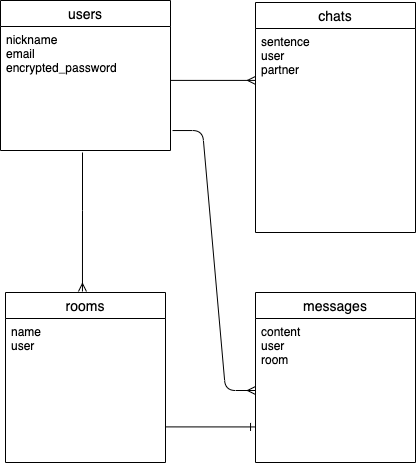 users
nickname
email
encrypted_password
chats
sentence
user
partner
rooms
name
user
messages
content
user
room